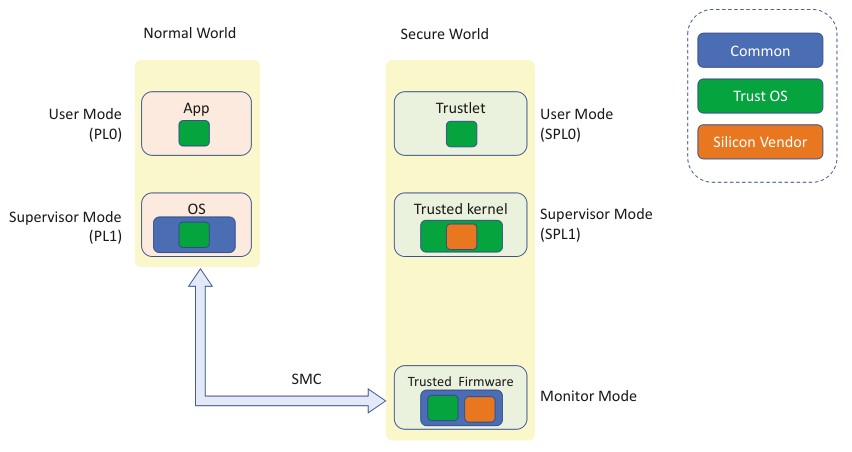 Normal World
Secure World
Common
Trust OS
Silicon Vendor
User Mode
(PL0)
App
Trustlet
User Mode
(SPL0)
Supervisor Mode
(PL1)
OS
Trusted kernel
Supervisor Mode
(SPL1)
SMC
Trusted Firmware
Monitor Mode